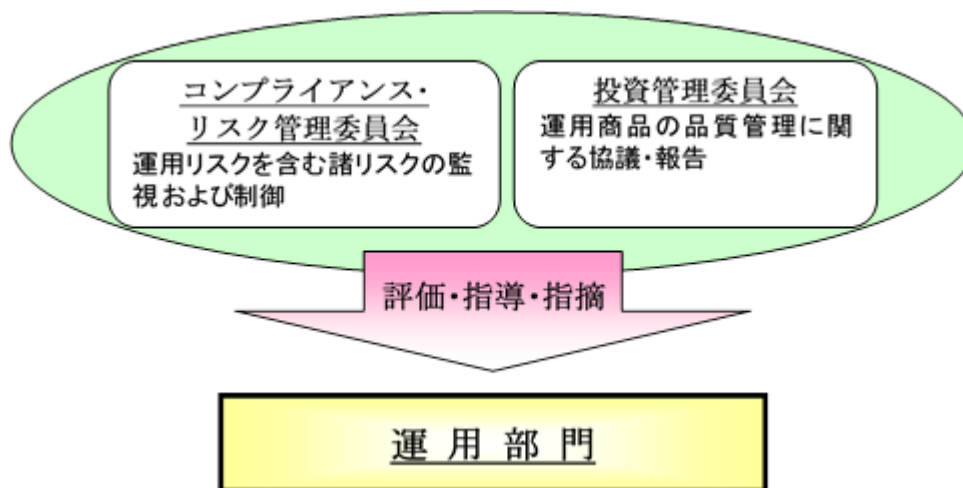 コンプライアンス・
リスク管理委員会
運用リスクを含む諸リスクの監
視および制御
投資管理委員会
運用商品の品質管理に関
する協議・報告
評価・指導・指摘
運用部門